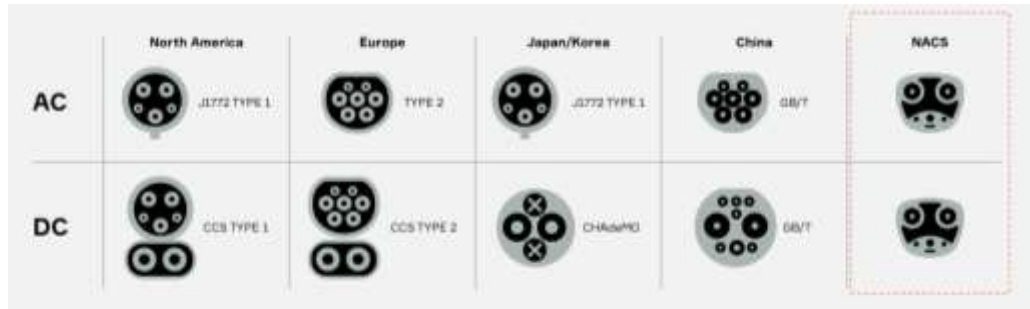 North America Europe Japan/Korea China NACS
AC J1772 TYPE 1 TYPE 2 J1772 TYPE 1 GB/T
DC CCS TYPE 1 CCS TYPE 2 CHAdeMO GB/T